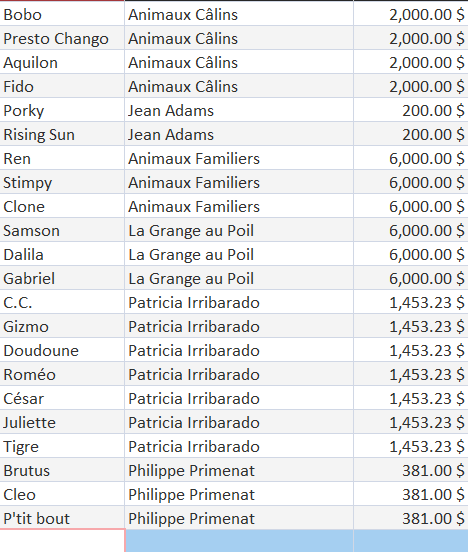 Bobo Animaux Câlins 2,000.00 $
Presto Chango Animaux Câlins 2,000.00 $
Aquilon Animaux Câlins 2,000.00 $
Fido Animaux Câlins 2,000.00 $
Porky Jean Adams 200.00 $
Rising Sun Jean Adams 200.00 $
Ren Animaux Familiers 6,000.00 $
Stimpy Animaux Familiers 6,000.00 $
Clone Animaux Familiers 6,000.00 $
Samson La Grange au Poil 6,000.00 $
Dalila La Grange au Poil 6,000.00 $
Gabriel La Grange au Poil 6,000.00 $
C.C. Patricia Irribarado 1,453.23 $
Gizmo Patricia Irribarado 1,453.23 $
Doudoune Patricia Irribarado 1,453.23 $
Roméo Patricia Irribarado 1,453.23 $
César Patricia Irribarado 1,453.23 $
Juliette Patricia Irribarado 1,453.23 $
Tigre Patricia Irribarado 1,453.23 $
Brutus Philippe Primenat 381.00 $
Cleo Philippe Primenat 381.00 $
P'tit bout Philippe Primenat 381.00 $